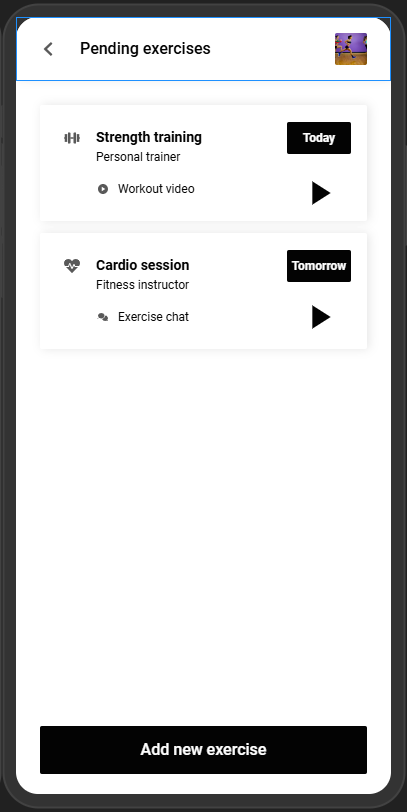 Pending exercises
Strength training
Today
Personal trainer
Workout video
Cardio session
Tomorrow
Fitness instructor
Exercise chat
Add new exercise